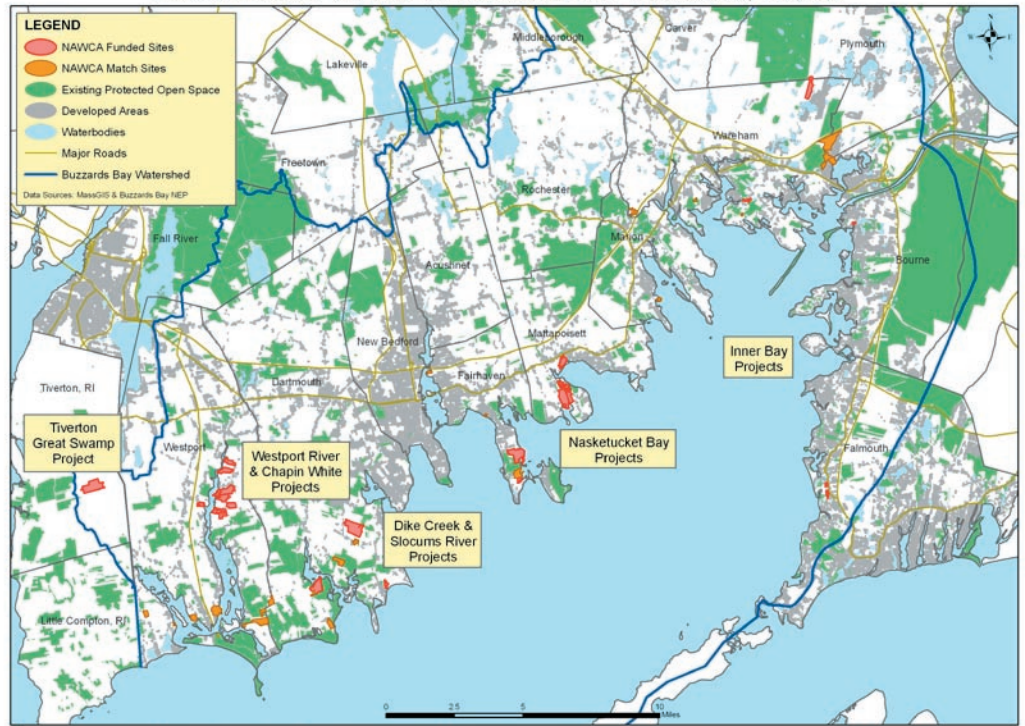 LEGEND
NAWCA Funded Sites
NAWCA Match Sites
Existing Protected Open Space
Developed Areas
Waterbodies
Major Roads
Buzzards Bay Watershed
Data Sources: MassGIS & Buzzards Bay NEP
Middleborough
Carver
Plymouth
Lakeville
Wareham
Freetown
Rochester
Fall River
Marion
Acushnet
Bourne
Mattapoisett
New Bedford
Inner Bay
Projects
Fairhaven
Dartmouth
Tiverton, RI
Tiverton
Great Swamp
Project
Westport
Westport River
& Chapin White
Projects
Nasketucket Bay
Projects
Falmouth
Dike Creek &
Slocums River
Projects
Little Compton, RI
0 2.5 5 10
Miles
N
W E
S